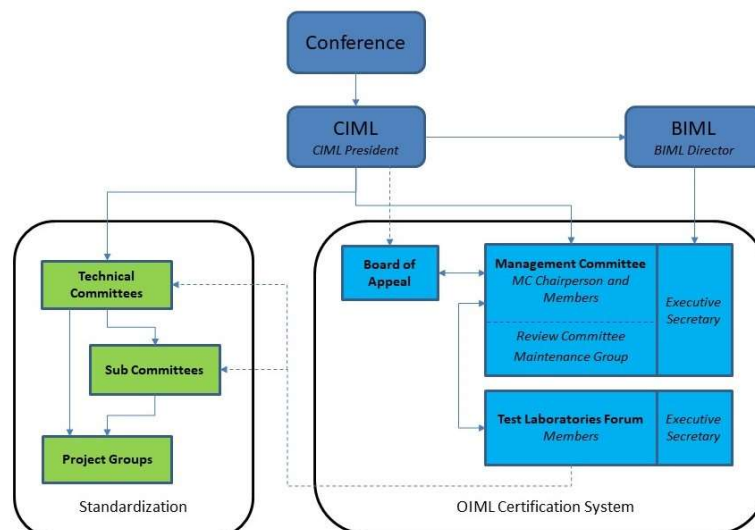 Conference
CIML
CIML President
BIML
BIML Director
Technical
Committees
Sub Committees
Project Groups
Standardization
Board of
Appeal
Management Committee
MC Chairperson and
Members
Review Committee
Maintenance Group
Executive
Secretary
Test Laboratories Forum
Members
Executive
Secretary
OIML Certification System